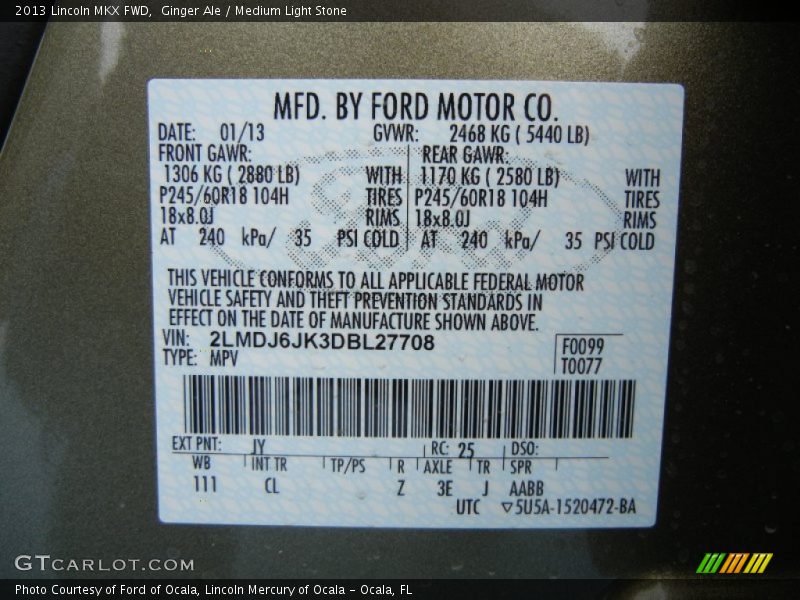 2013 Lincoln MKX FWD, Ginger Ale / Medium Light Stone
MFD. BY FORD MOTOR CO.
DATE: 01/13 GVWR: 2468 KG ( 5440 LB)
FRONT GAWR: REAR GAWR:
1306 KG ( 2880 LB) WITH 1170 KG ( 2580 LB) WITH
P245/60R18 104H TIRES P245/60R18 104H TIRES
18x8.0J RIMS 18x8.0J RIMS
AT 240 kPa/ 35 PSI COLD AT 240 kPa/ 35 PSI COLD
THIS VEHICLE CONFORMS TO ALL APPLICABLE FEDERAL MOTOR
VEHICLE SAFETY AND THEFT PREVENTION STANDARDS IN
EFFECT ON THE DATE OF MANUFACTURE SHOWN ABOVE.
VIN: 2LMDJ6JK3DBL27708 F0099
TYPE: MPV T0077
EXT PNT: JY RC: 25 DSO:
WB INT TR TP/PS R AXLE TR SPR
111 CL Z 3E J AABB
UTC ▽5U5A-1520472-BA
GTCARLOT.COM
Photo Courtesy of Ford of Ocala, Lincoln Mercury of Ocala – Ocala, FL